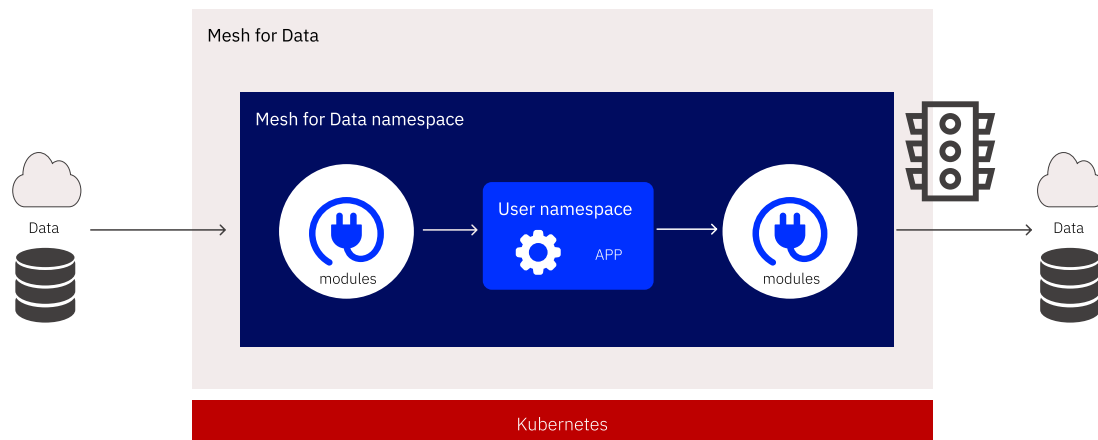 Mesh for Data
Mesh for Data namespace
Data
modules
User namespace
APP
modules
Data
Kubernetes